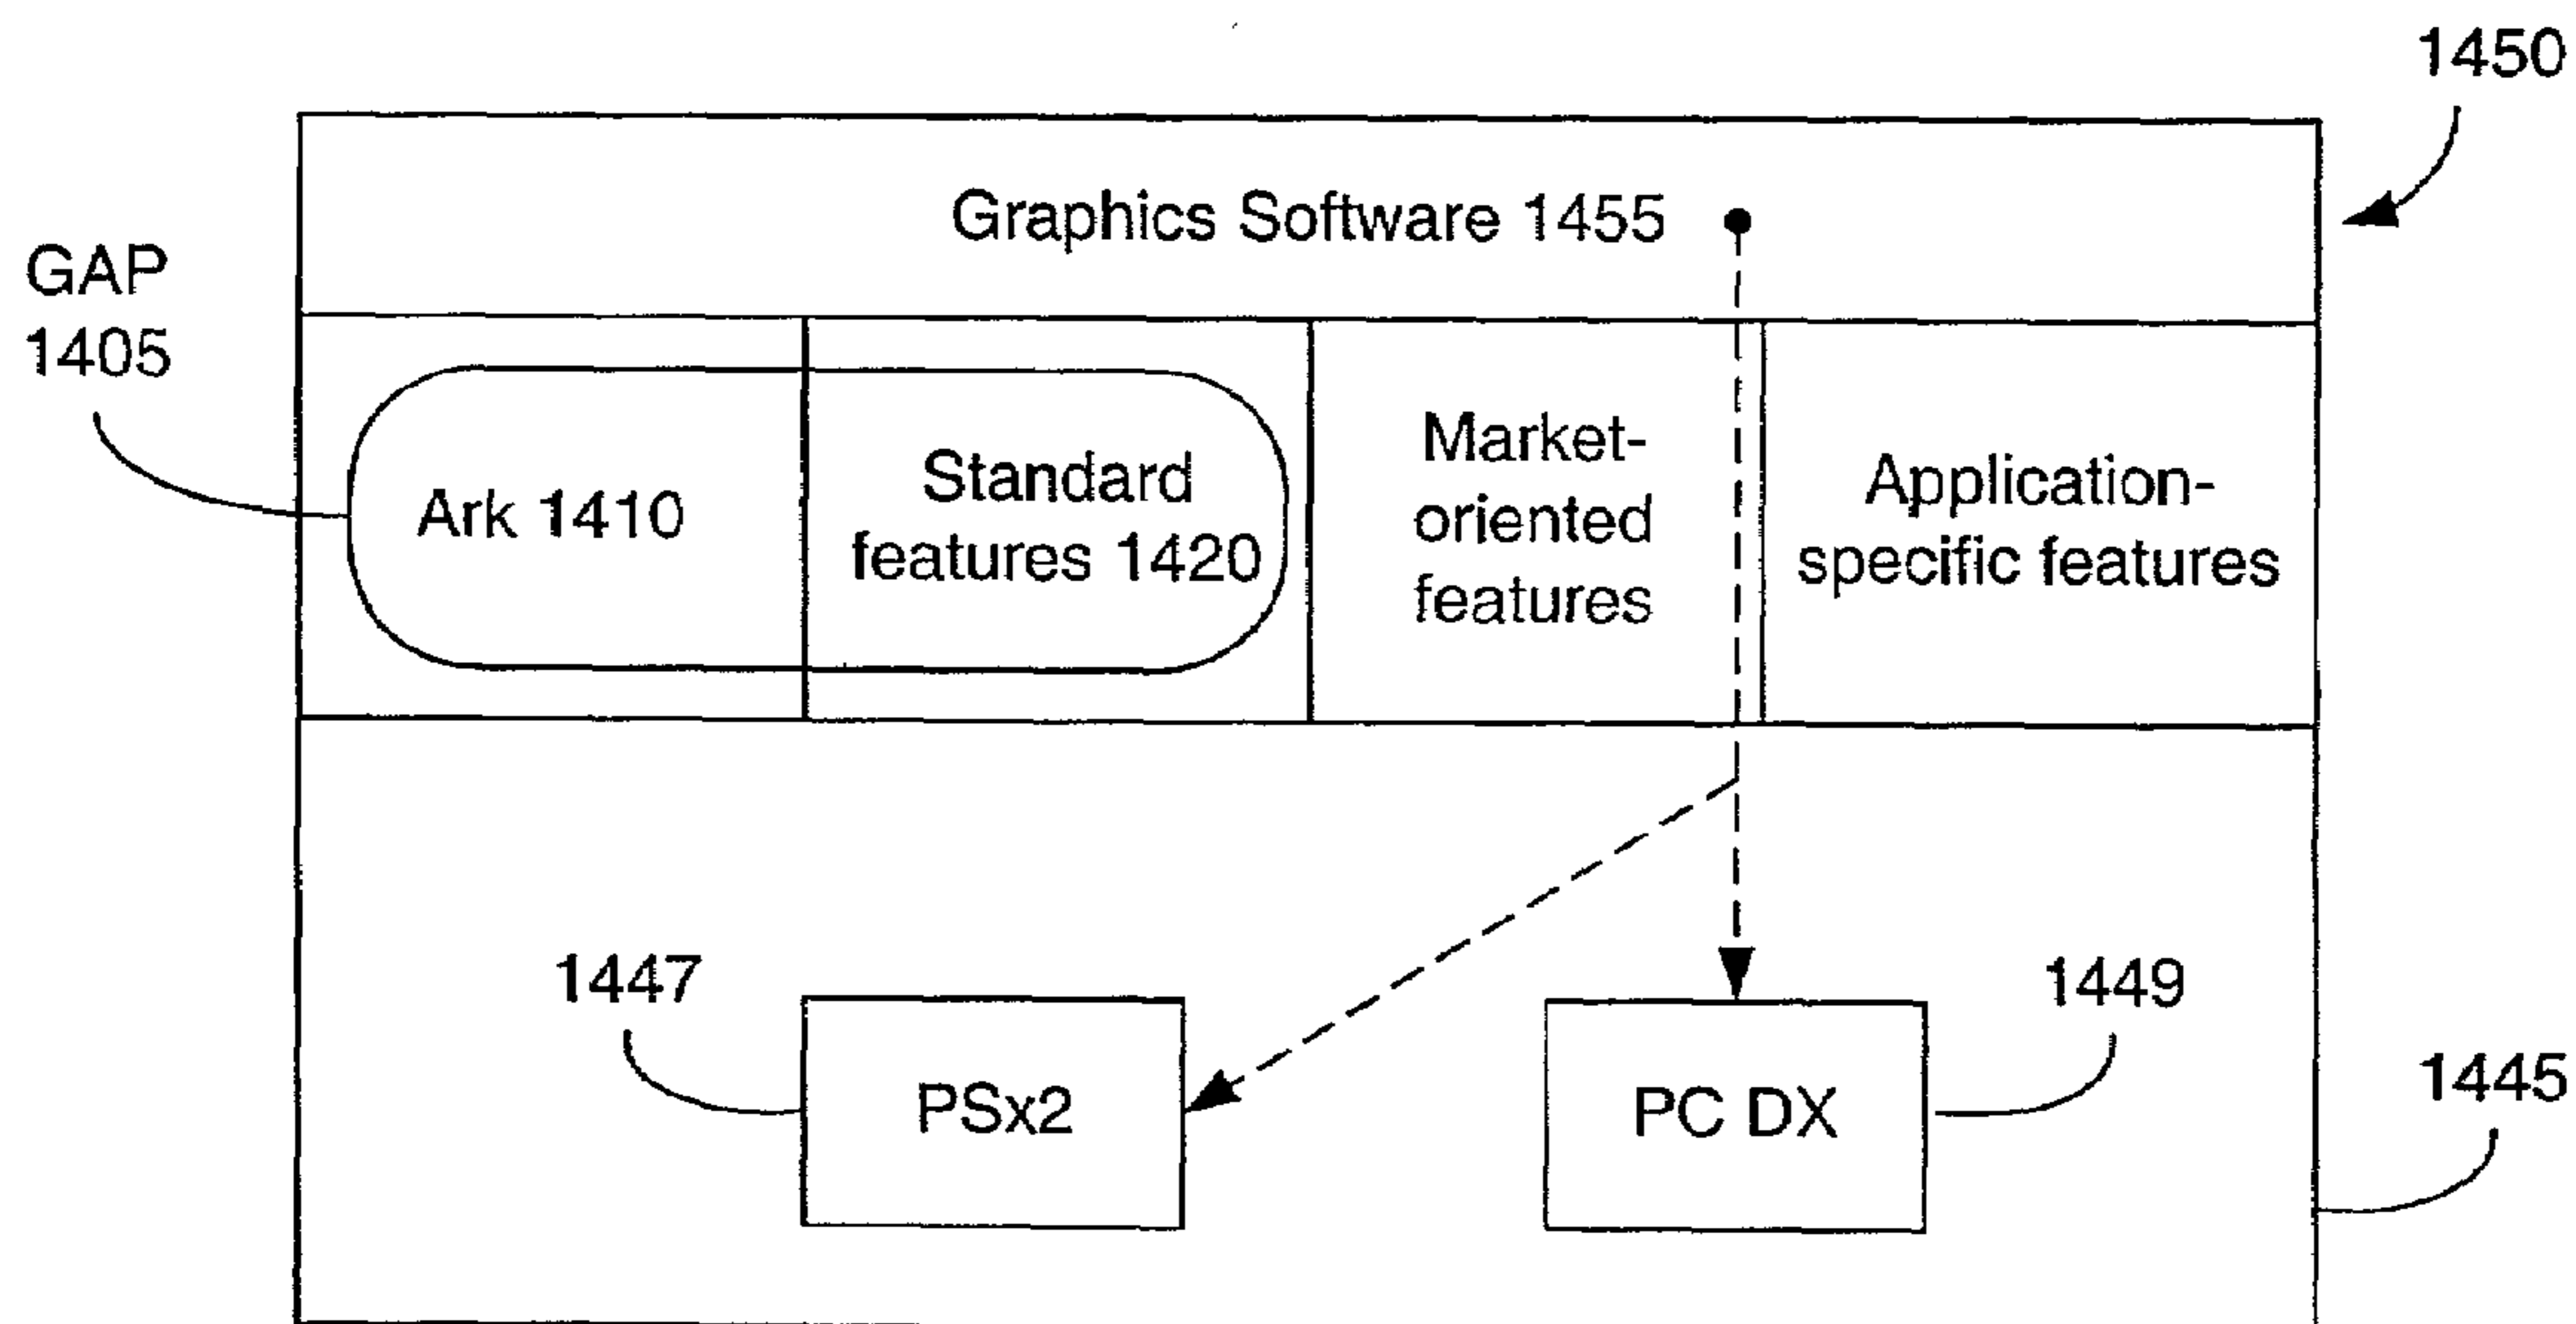 1450
Graphics Software 1455
GAP
1405
Ark 1410
Standard
features 1420
Market-
oriented
features
Application-
specific features
1447
1449
PSx2
PC DX
1445